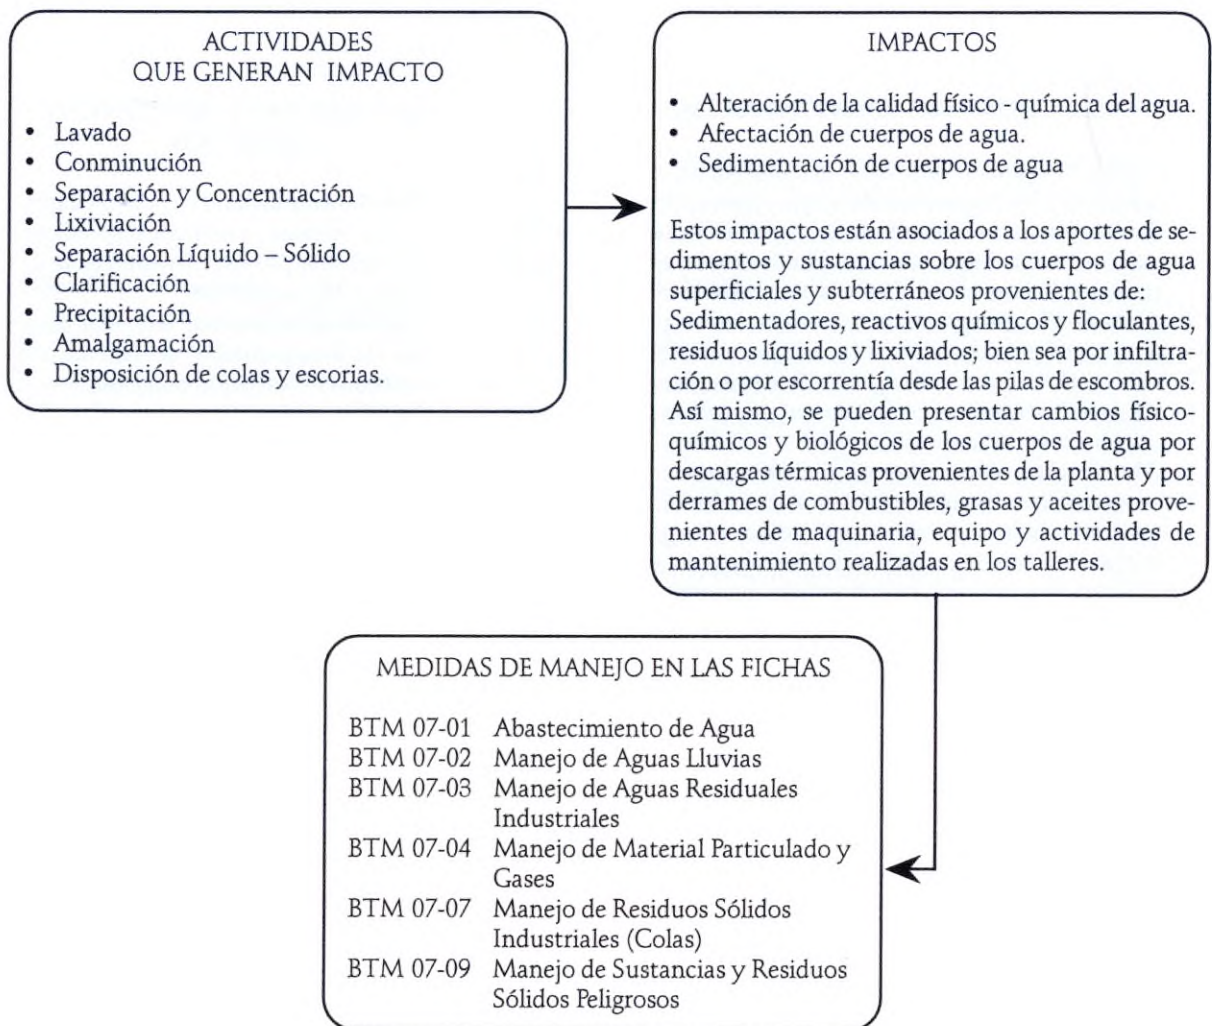 ACTIVIDADES
QUE GENERAN IMPACTO
• Lavado
• Conminución
• Separación y Concentración
• Lixiviación
• Separación Líquido – Sólido
• Clarificación
• Precipitación
• Amalgamación
• Disposición de colas y escorias.
IMPACTOS
• Alteración de la calidad físico - química del agua.
• Afectación de cuerpos de agua.
• Sedimentación de cuerpos de agua
Estos impactos están asociados a los aportes de se-
dimentos y sustancias sobre los cuerpos de agua
superficiales y subterráneos provenientes de:
Sedimentadores, reactivos químicos y floculantes,
residuos líquidos y lixiviados; bien sea por infiltra-
ción o por escorrentía desde las pilas de escombros.
Así mismo, se pueden presentar cambios físico-
químicos y biológicos de los cuerpos de agua por
descargas térmicas provenientes de la planta y por
derrames de combustibles, grasas y aceites prove-
nientes de maquinaria, equipo y actividades de
mantenimiento realizadas en los talleres.
MEDIDAS DE MANEJO EN LAS FICHAS
BTM 07-01 Abastecimiento de Agua
BTM 07-02 Manejo de Aguas Lluvias
BTM 07-03 Manejo de Aguas Residuales
Industriales
BTM 07-04 Manejo de Material Particulado y
Gases
BTM 07-07 Manejo de Residuos Sólidos
Industriales (Colas)
BTM 07-09 Manejo de Sustancias y Residuos
Sólidos Peligrosos